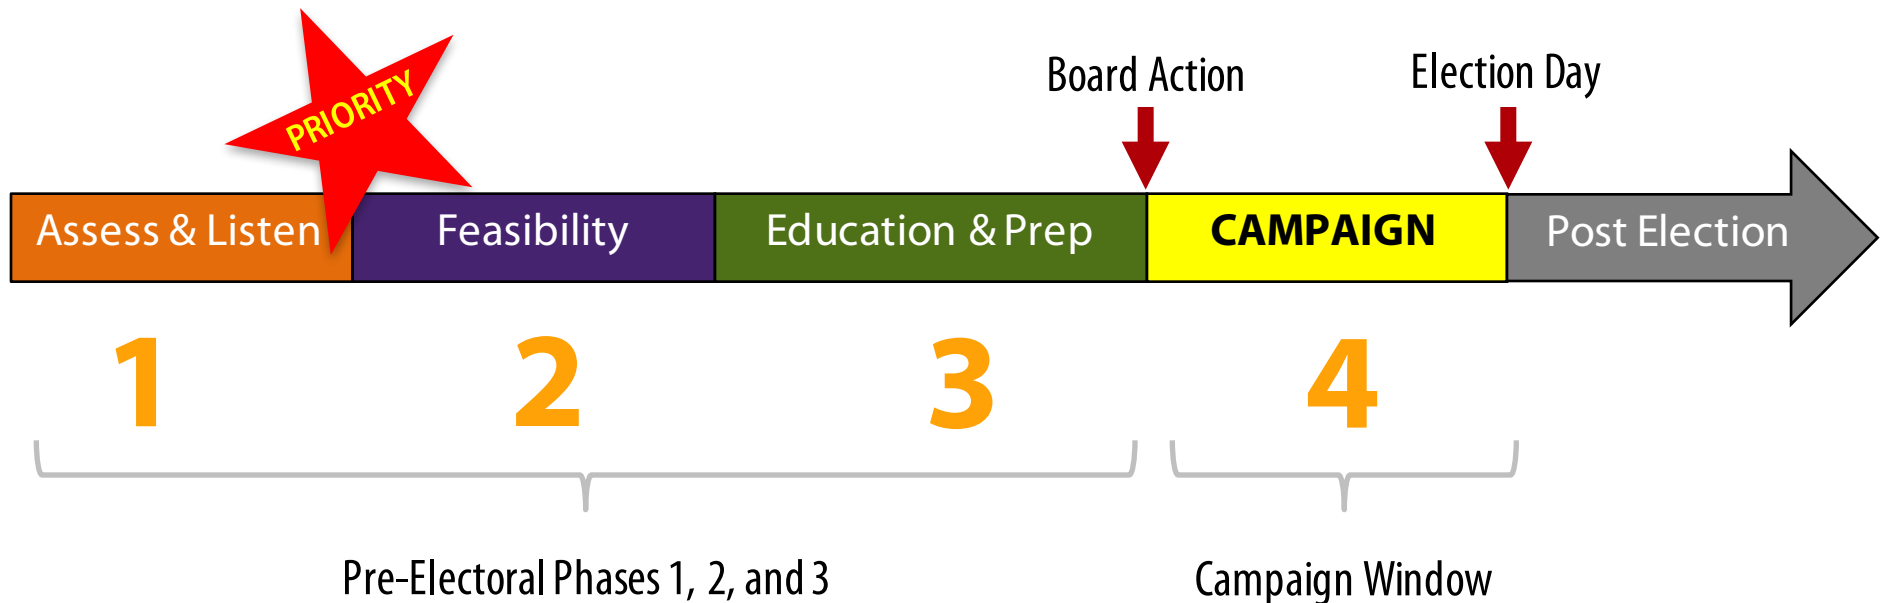 PRIORITY
Board Action
Election Day
Assess & Listen
Feasibility
Education & Prep
CAMPAIGN
Post Election
1
2
3
4
Pre-Electoral Phases 1, 2, and 3
Campaign Window